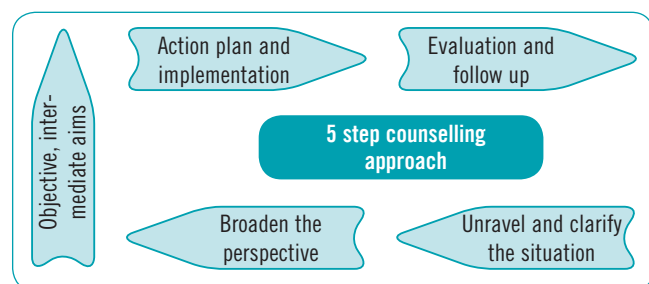 Action plan and
implementation
Evaluation and
follow up
Objective, inter-
mediate aims
5 step counselling
approach
Broaden the
perspective
Unravel and clarify
the situation